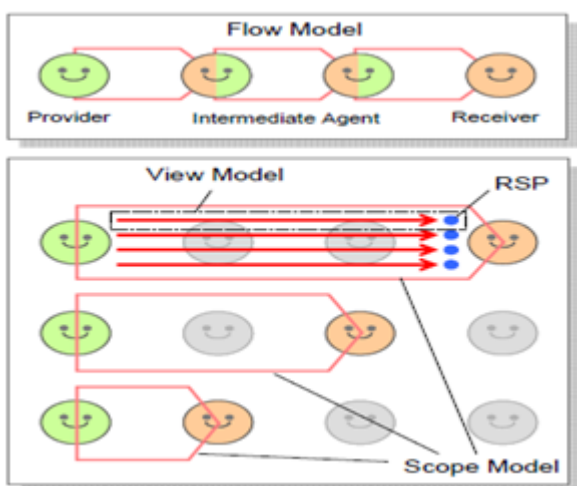 Flow Model
Provider
Intermediate Agent
Receiver
View Model
RSP
Scope Model